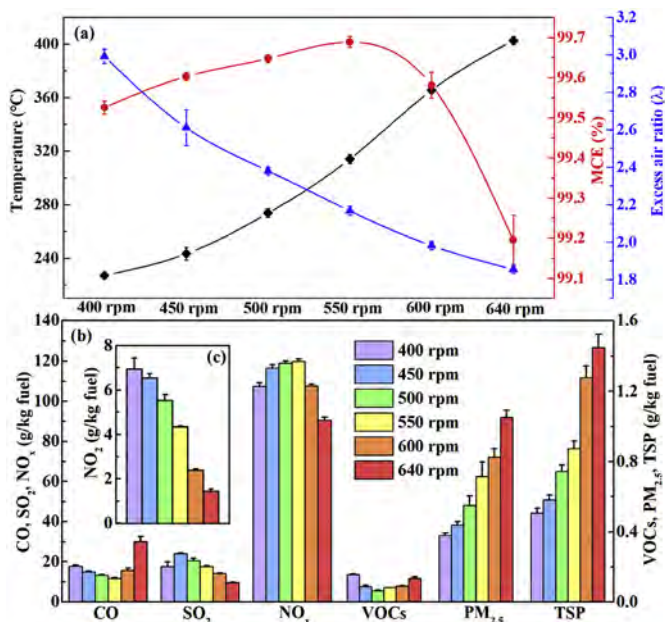 (a)
Temperature (°C)
400
360
320
280
240
99.7
99.6
99.5
99.4
99.3
99.2
99.1
MCE (%)
3.2
3.0
2.8
2.6
2.4
2.2
2.0
1.8
Excess air ratio (λ)
400 rpm 450 rpm 500 rpm 550 rpm 600 rpm 640 rpm
(b)
CO, SO₂, NOₓ (g/kg fuel)
140
120
100
80
60
40
20
0
(c)
NO₂ (g/kg fuel)
8
6
4
2
0
400 rpm
450 rpm
500 rpm
550 rpm
600 rpm
640 rpm
1.6
1.2
0.8
0.4
0.0
VOCs, PM₂.₅, TSP (g/kg fuel)
CO SO₂ NOₓ VOCs PM₂.₅ TSP